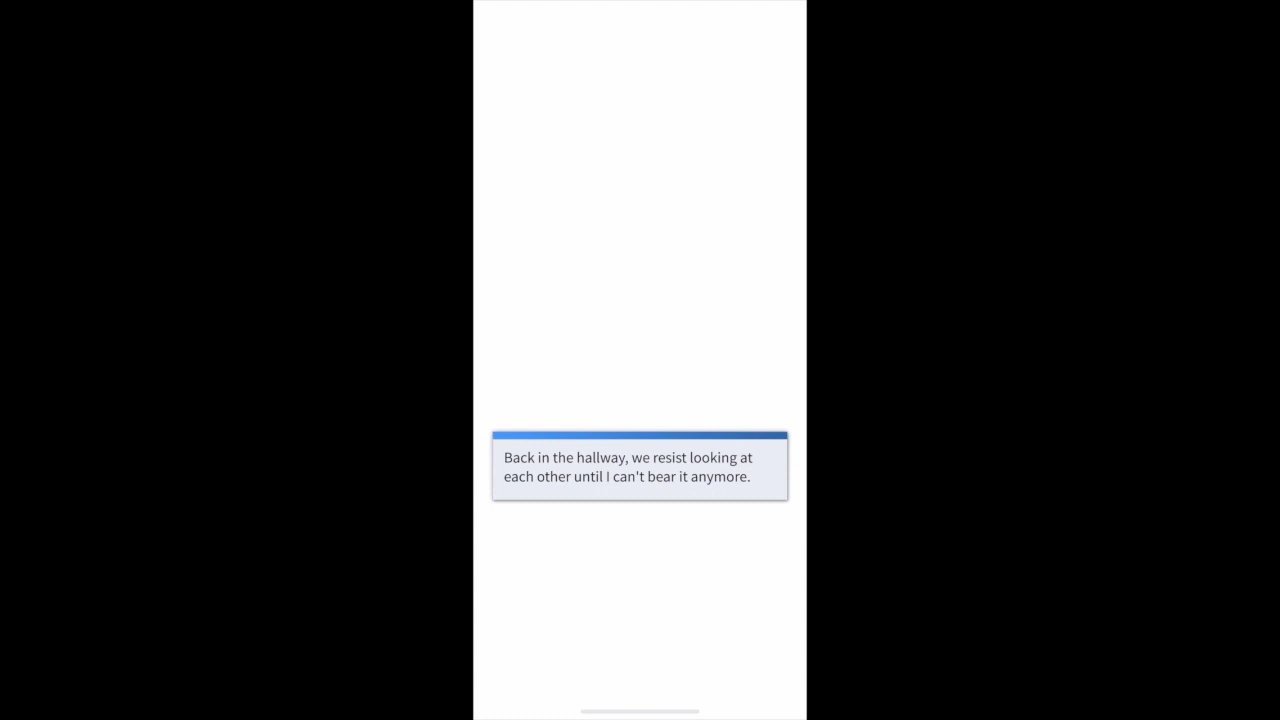 Back in the hallway, we resist looking at
each other until I can't bear it anymore.